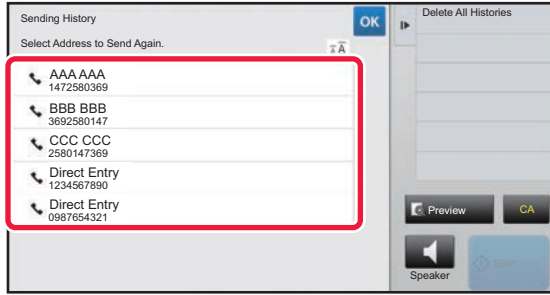 Sending History
OK
Delete All Histories
Select Address to Send Again.
AAA AAA
1472580369
BBB BBB
3692580147
CCC CCC
2580147369
Direct Entry
1234567890
Direct Entry
0987654321
Preview
CA
Speaker
Start